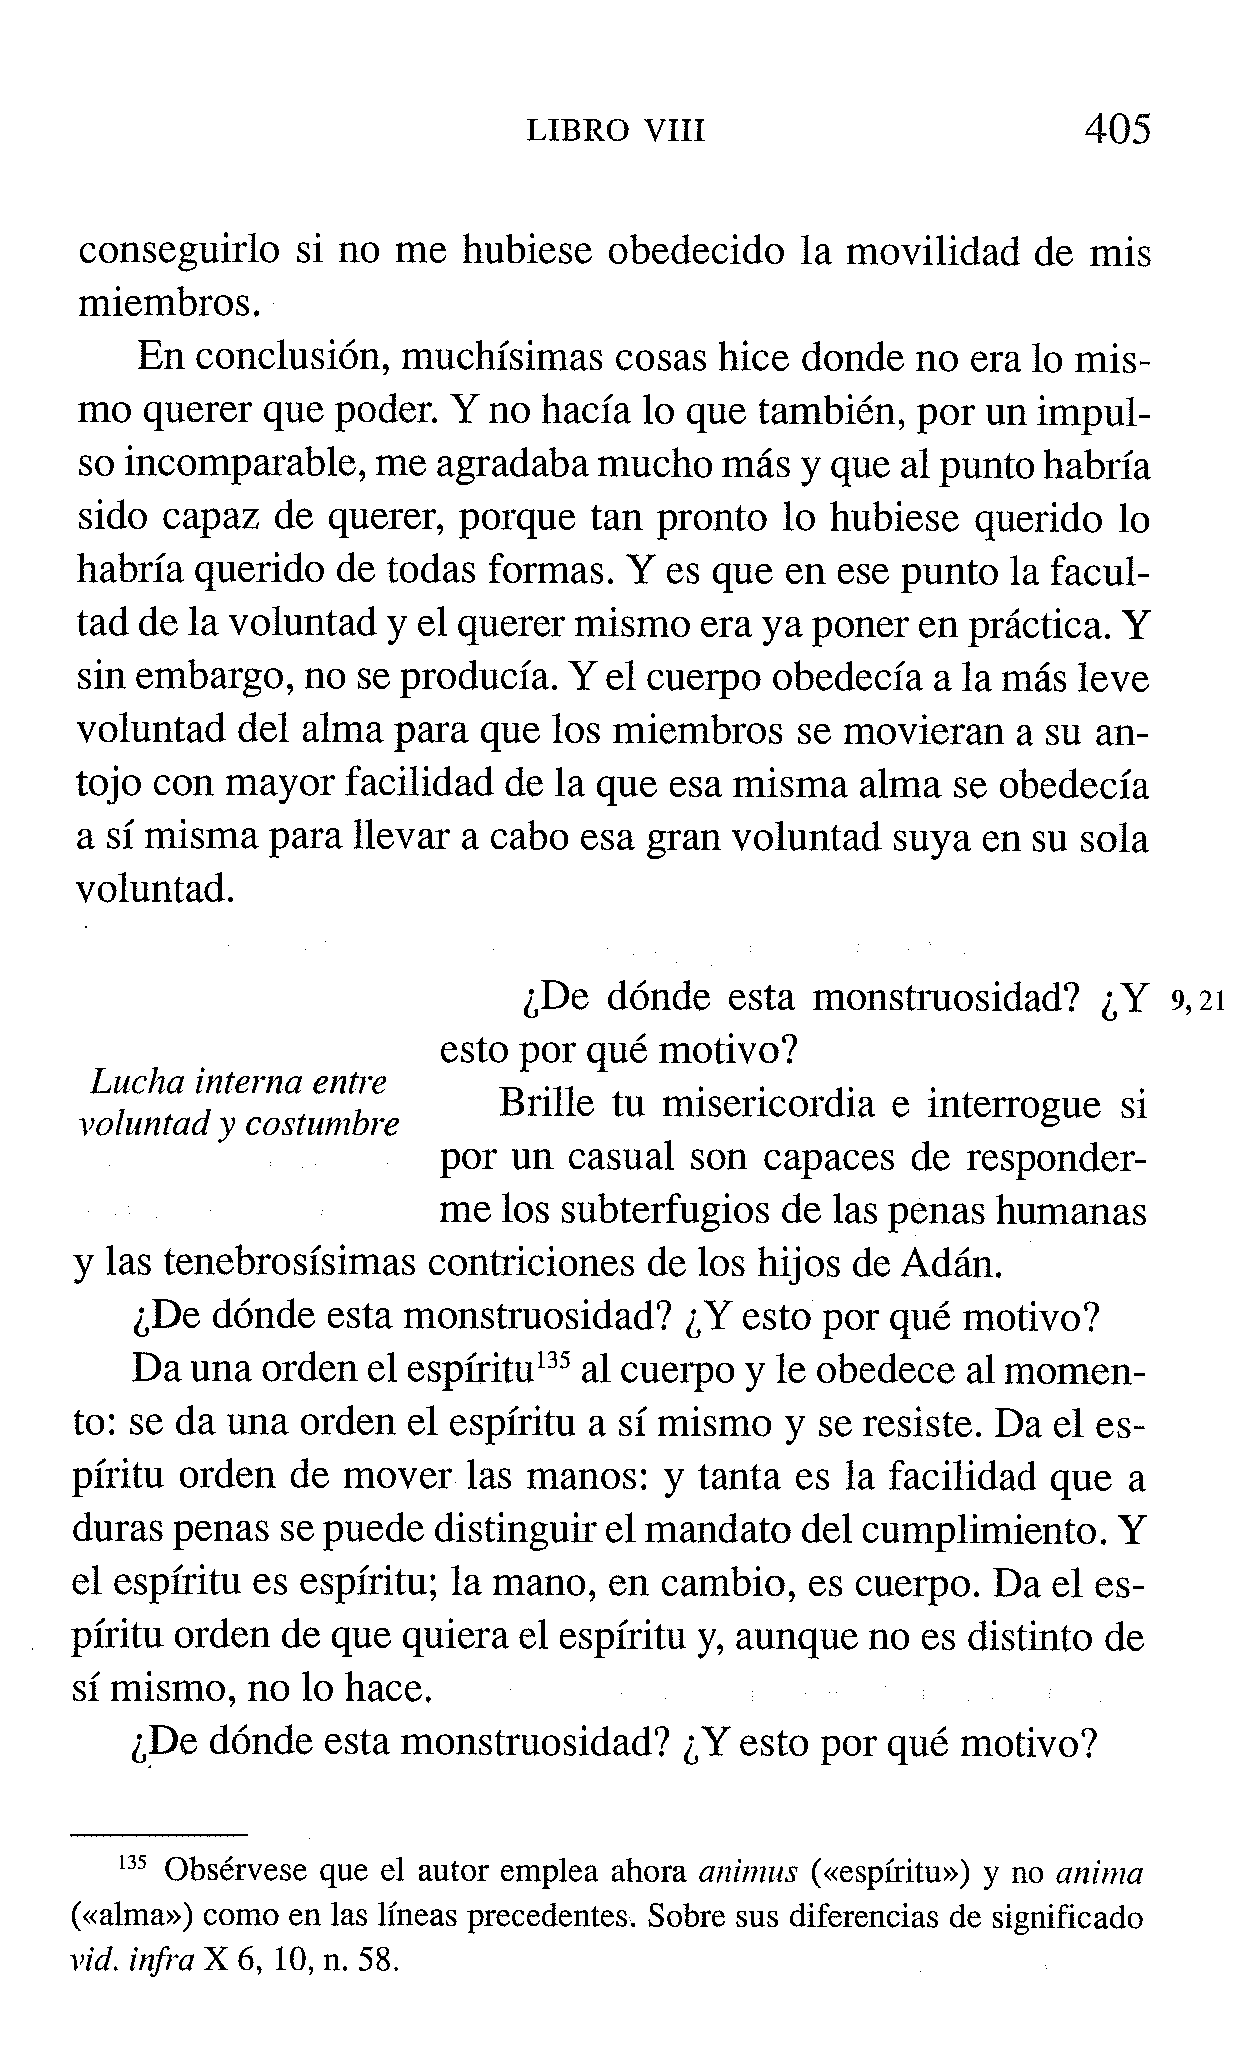 LIBRO VIII 405
conseguirlo si no me hubiese obedecido la movilidad de mis
miembros.
En conclusión, muchísimas cosas hice donde no era lo mis-
mo querer que poder. Y no hacía lo que también, por un impul-
so incomparable, me agradaba mucho más y que al punto habría
sido capaz de querer, porque tan pronto lo hubiese querido lo
habría querido de todas formas. Y es que en ese punto la facul-
tad de la voluntad y el querer mismo era ya poner en práctica. Y
sin embargo, no se producía. Y el cuerpo obedecía a la más leve
voluntad del alma para que los miembros se movieran a su an-
tojo con mayor facilidad de la que esa misma alma se obedecía
a sí misma para llevar a cabo esa gran voluntad suya en su sola
voluntad.
¿De dónde esta monstruosidad? ¿Y 9, 21
esto por qué motivo?
Lucha interna entre
voluntad y costumbre
Brille tu misericordia e interrogue si
por un casual son capaces de responder-
me los subterfugios de las penas humanas
y las tenebrosísimas contriciones de los hijos de Adán.
¿De dónde esta monstruosidad? ¿Y esto por qué motivo?
Da una orden el espíritu¹³⁵ al cuerpo y le obedece al momen-
to: se da una orden el espíritu a sí mismo y se resiste. Da el es-
píritu orden de mover las manos: y tanta es la facilidad que a
duras penas se puede distinguir el mandato del cumplimiento. Y
el espíritu es espíritu; la mano, en cambio, es cuerpo. Da el es-
píritu orden de que quiera el espíritu y, aunque no es distinto de
sí mismo, no lo hace.
¿De dónde esta monstruosidad? ¿Y esto por qué motivo?
¹³⁵ Obsérvese que el autor emplea ahora animus («espíritu») y no anima
(«alma») como en las líneas precedentes. Sobre sus diferencias de significado
vid. infra X 6, 10, n. 58.